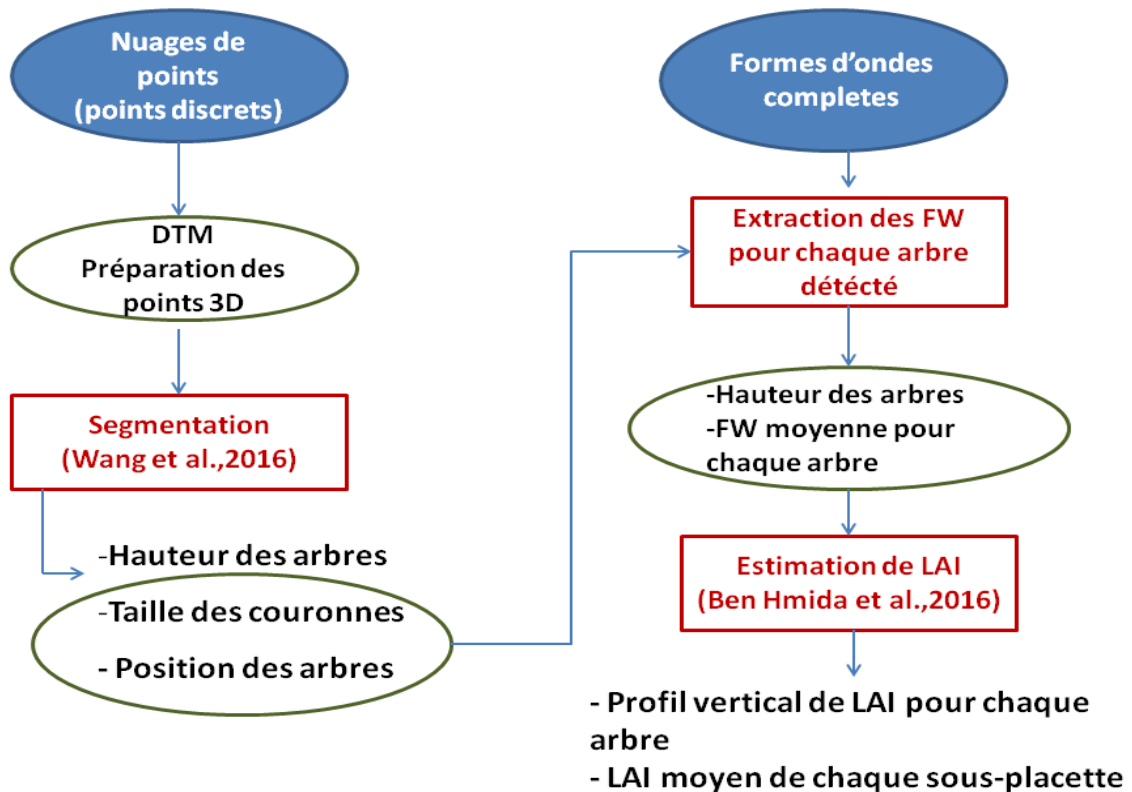 Nuages de
points
(points discrets)
DTM
Préparation des
points 3D
Segmentation
(Wang et al.,2016)
-Hauteur des arbres
-Taille des couronnes
- Position des arbres
Formes d’ondes
completes
Extraction des FW
pour chaque arbre
détécté
-Hauteur des arbres
-FW moyenne pour
chaque arbre
Estimation de LAI
(Ben Hmida et al.,2016)
- Profil vertical de LAI pour chaque
arbre
- LAI moyen de chaque sous-placette